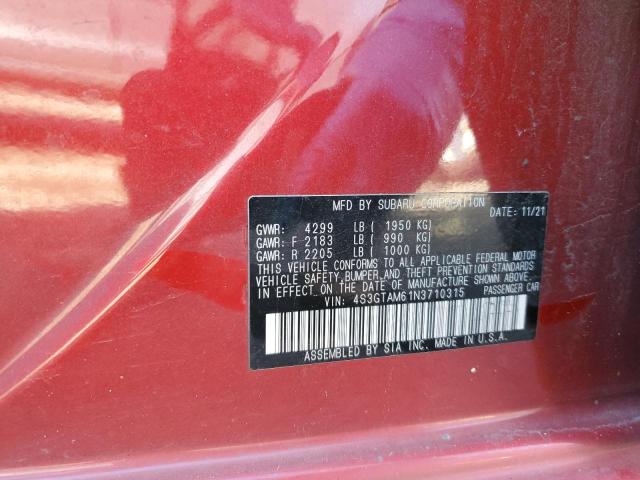 MFD BY SUBARU CORPORATION
DATE: 11/21
GVWR: 4299 LB ( 1950 KG)
GAWR: F 2183 LB ( 990 KG)
GAWR: R 2205 LB ( 1000 KG)
THIS VEHICLE CONFORMS TO ALL APPLICABLE FEDERAL MOTOR
VEHICLE SAFETY,BUMPER,AND THEFT PREVENTION STANDARDS
IN EFFECT ON THE DATE OF MANUFACTURE SHOWN ABOVE.
VIN: 4S3GTAM61N3710315 PASSENGER CAR
ASSEMBLED BY SIA INC. MADE IN U.S.A.